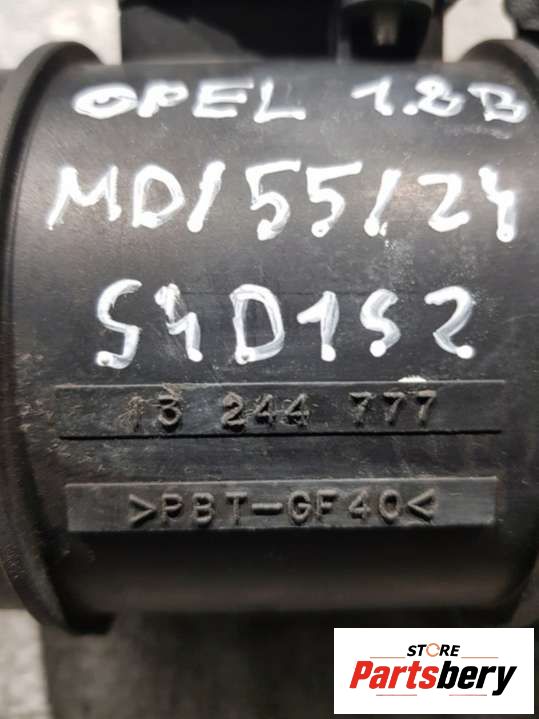 OPEL 1.8B
MD/55/24
S4D152
13 244 777
>PBT-GF40<
STORE
Partsbery